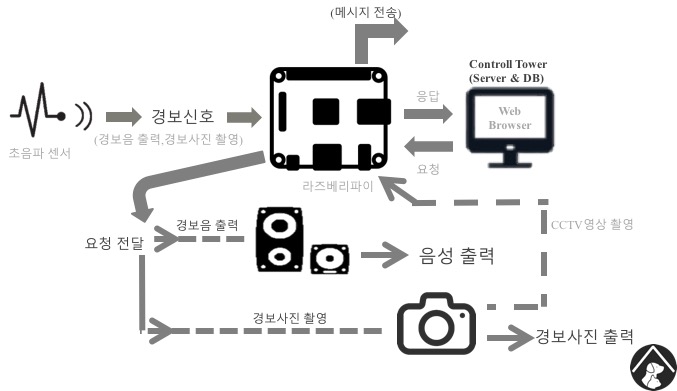 (메시지 전송)
Controll Tower
(Server & DB)
응답
Web
Browser
경보신호
(경보음 출력,경보사진 촬영)
초음파 센서
요청
라즈베리파이
경보음 출력
CCTV영상 촬영
요청 전달
음성 출력
경보사진 촬영
경보사진 출력